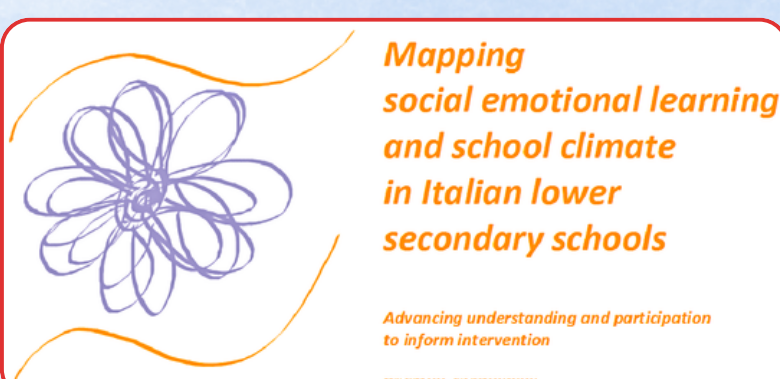 Mapping
social emotional learning
and school climate
in Italian lower
secondary schools
Advancing understanding and participation
to inform intervention